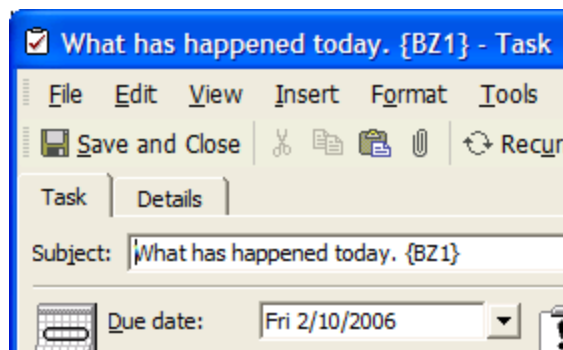 What has happened today. {BZ1} - Task
File Edit View Insert Format Tools
Save and Close Recur
Task Details
Subject: What has happened today. {BZ1}
Due date: Fri 2/10/2006